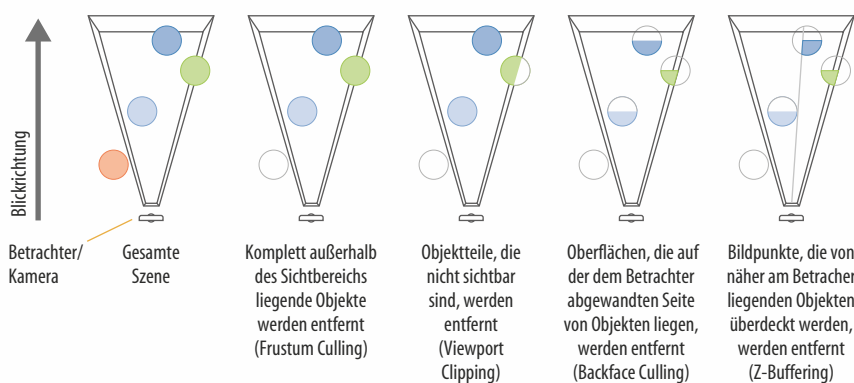 Blickrichtung
Betrachter/
Kamera
Gesamte
Szene
Komplett außerhalb
des Sichtbereichs
liegende Objekte
werden entfernt
(Frustum Culling)
Objektteile, die
nicht sichtbar
sind, werden
entfernt
(Viewport
Clipping)
Oberflächen, die auf
der dem Betrachter
abgewandten Seite
von Objekten liegen,
werden entfernt
(Backface Culling)
Bildpunkte, die von
näher am Betracher
liegenden Objekten
überdeckt werden,
werden entfernt
(Z-Buffering)